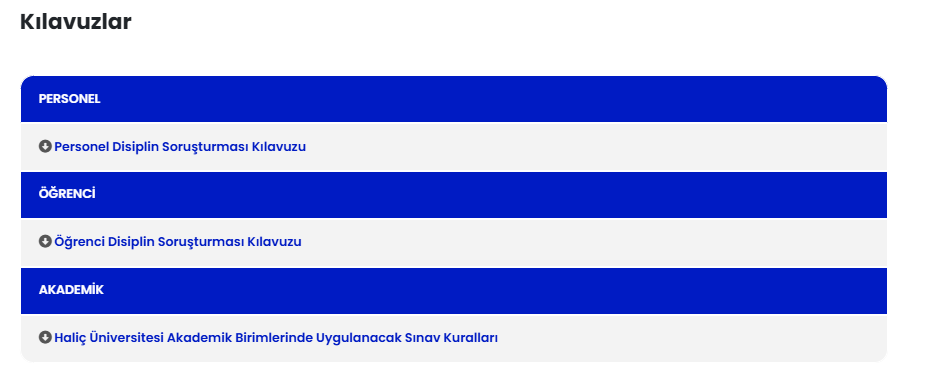 Kılavuzlar
PERSONEL
Personel Disiplin Soruşturması Kılavuzu
ÖĞRENCİ
Öğrenci Disiplin Soruşturması Kılavuzu
AKADEMİK
Haliç Üniversitesi Akademik Birimlerinde Uygulanacak Sınav Kuralları